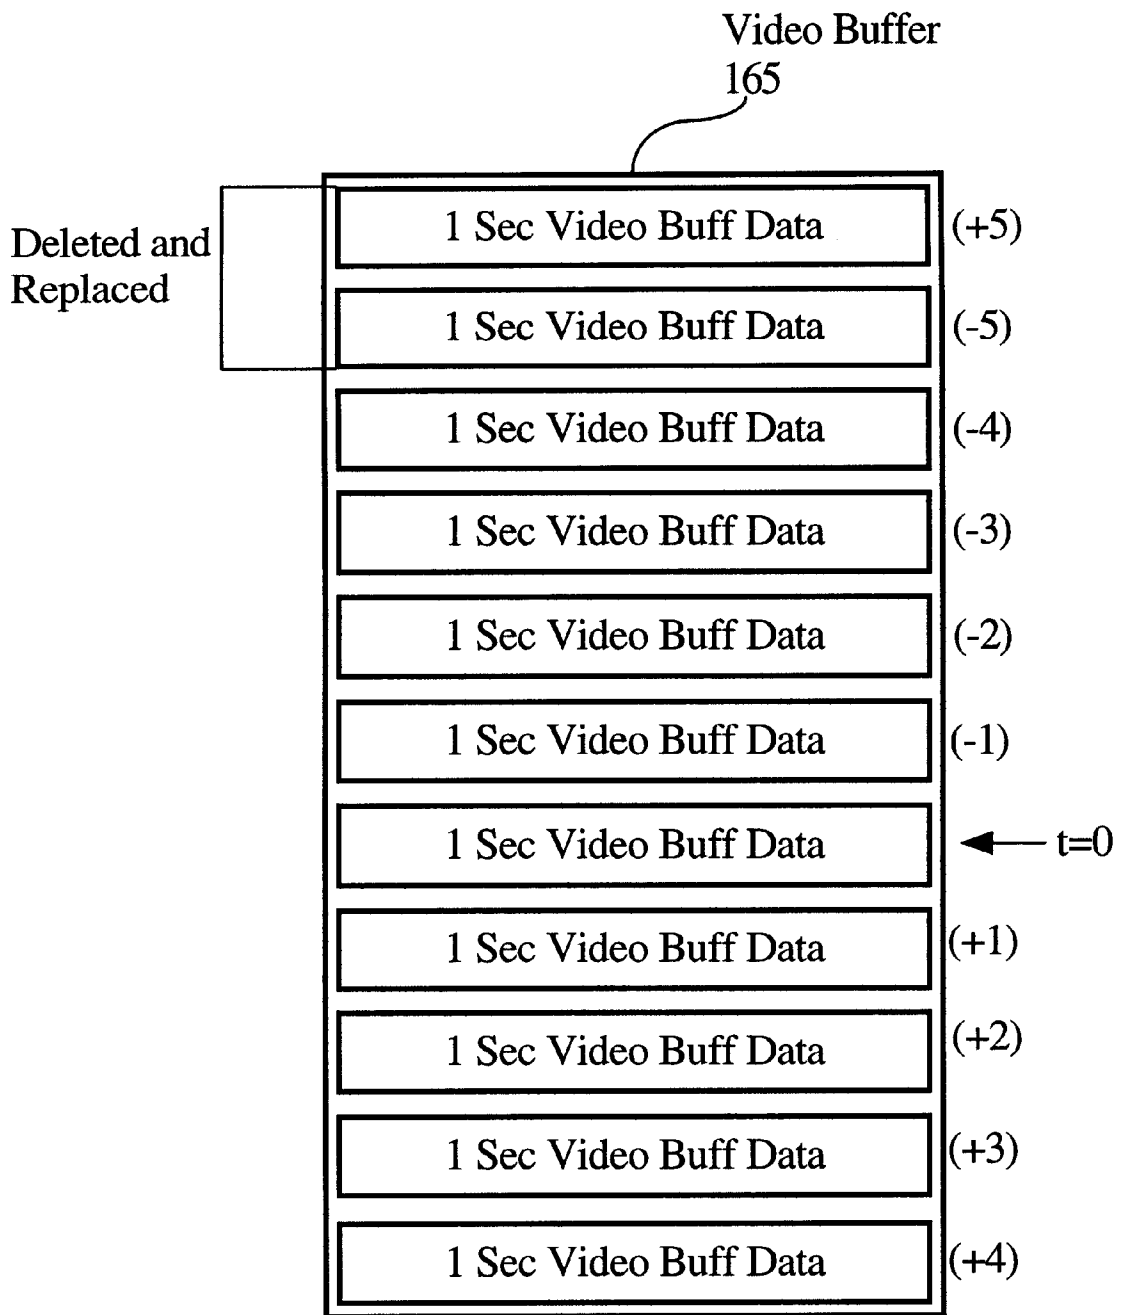 Video Buffer
165
Deleted and
Replaced
1 Sec Video Buff Data (+5)
1 Sec Video Buff Data (-5)
1 Sec Video Buff Data (-4)
1 Sec Video Buff Data (-3)
1 Sec Video Buff Data (-2)
1 Sec Video Buff Data (-1)
1 Sec Video Buff Data t=0
1 Sec Video Buff Data (+1)
1 Sec Video Buff Data (+2)
1 Sec Video Buff Data (+3)
1 Sec Video Buff Data (+4)